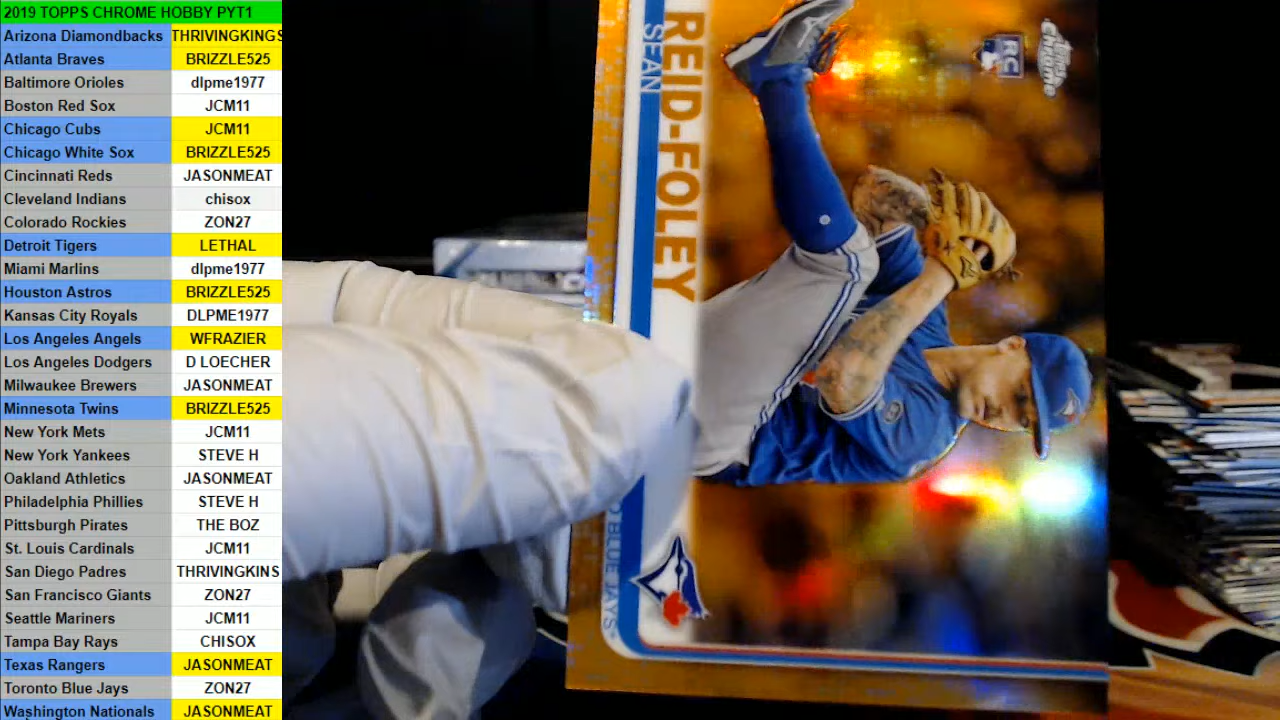 2019 TOPPS CHROME HOBBY PYT1
Arizona Diamondbacks THRIVINGKINGS
Atlanta Braves BRIZZLE525
Baltimore Orioles dlpme1977
Boston Red Sox JCM11
Chicago Cubs JCM11
Chicago White Sox BRIZZLE525
Cincinnati Reds JASONMEAT
Cleveland Indians chisox
Colorado Rockies ZON27
Detroit Tigers LETHAL
Miami Marlins dlpme1977
Houston Astros BRIZZLE525
Kansas City Royals DLPME1977
Los Angeles Angels WFRAZIER
Los Angeles Dodgers D LOECHER
Milwaukee Brewers JASONMEAT
Minnesota Twins BRIZZLE525
New York Mets JCM11
New York Yankees STEVE H
Oakland Athletics JASONMEAT
Philadelphia Phillies STEVE H
Pittsburgh Pirates THE BOZ
St. Louis Cardinals JCM11
San Diego Padres THRIVINGKINS
San Francisco Giants ZON27
Seattle Mariners JCM11
Tampa Bay Rays CHISOX
Texas Rangers JASONMEAT
Toronto Blue Jays ZON27
Washington Nationals JASONMEAT
Topps Chrome
RC
SEAN
REID-FOLEY
O BLUE JAYS